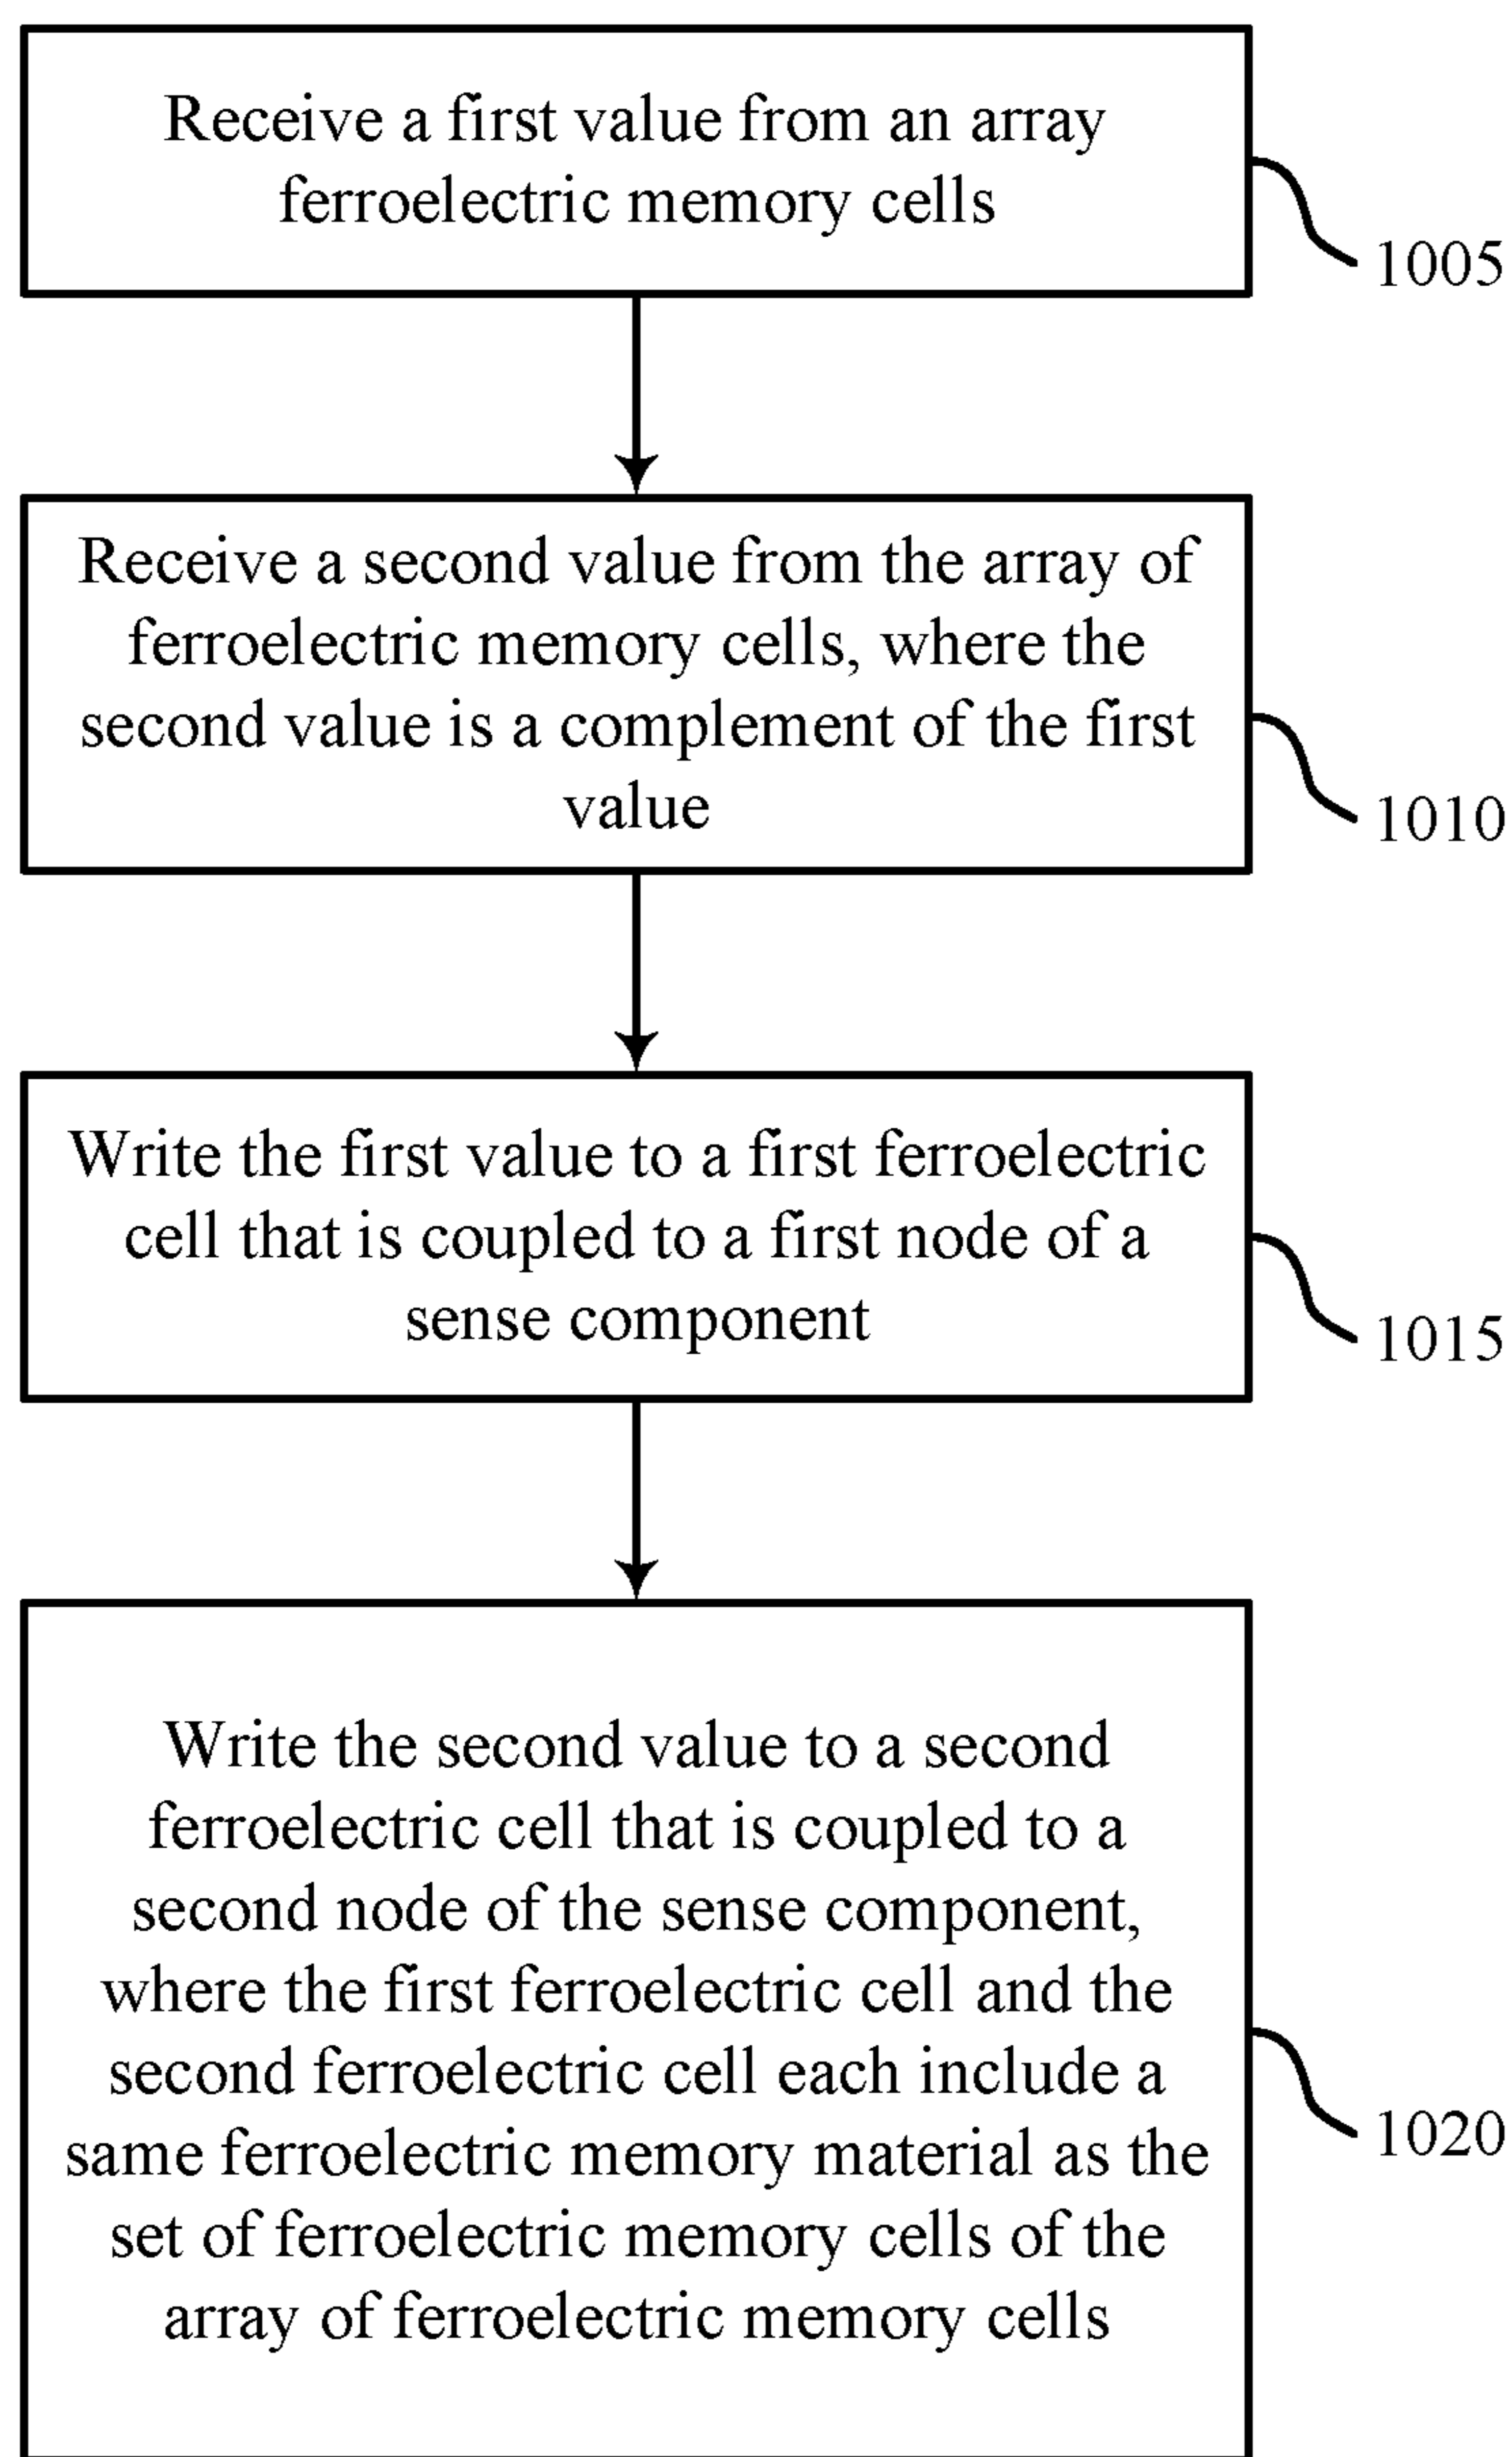 Receive a first value from an array
ferroelectric memory cells
1005
Receive a second value from the array of
ferroelectric memory cells, where the
second value is a complement of the first
value
1010
Write the first value to a first ferroelectric
cell that is coupled to a first node of a
sense component
1015
Write the second value to a second
ferroelectric cell that is coupled to a
second node of the sense component,
where the first ferroelectric cell and the
second ferroelectric cell each include a
same ferroelectric memory material as the
set of ferroelectric memory cells of the
array of ferroelectric memory cells
1020